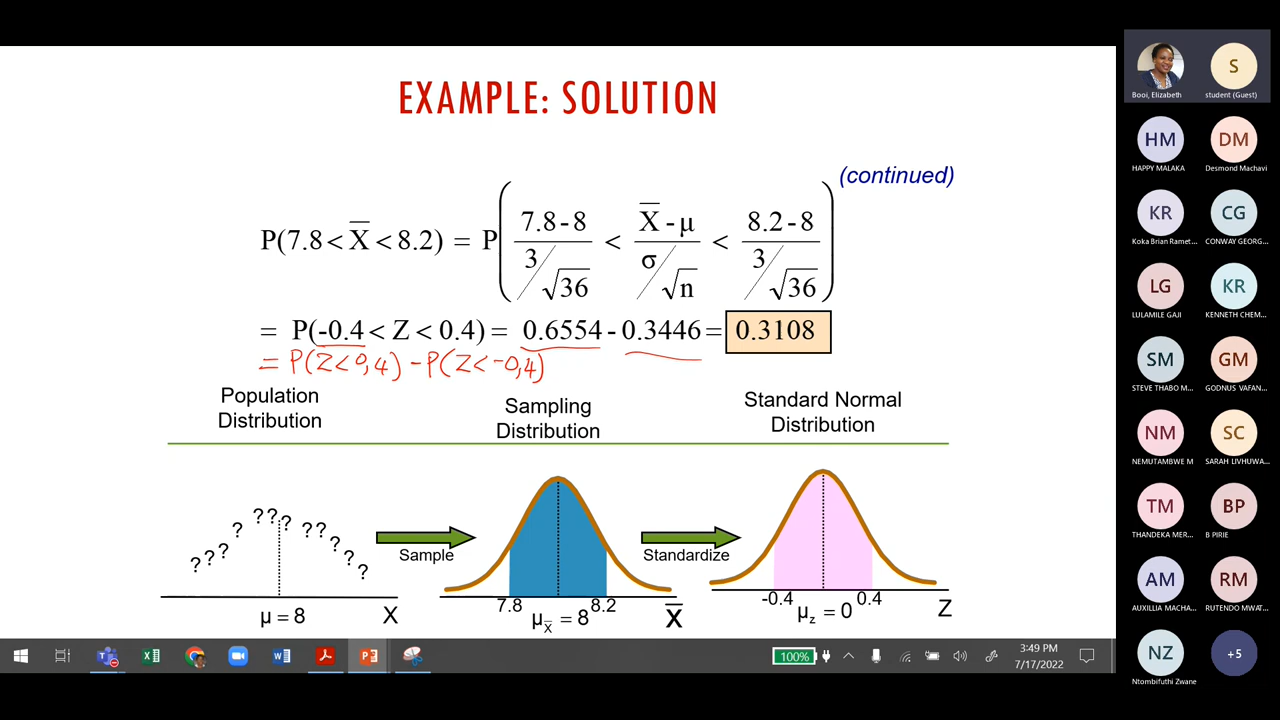 EXAMPLE: SOLUTION
(continued)
P(7.8 < X̅ < 8.2) = P( (7.8 - 8) / (3/√36) < (X̅ - μ) / (σ/√n) < (8.2 - 8) / (3/√36) )
= P(-0.4 < Z < 0.4) = 0.6554 - 0.3446 = 0.3108
= P(Z<0,4) - P(Z<-0,4)
Population
Distribution
Sampling
Distribution
Standard Normal
Distribution
? ? ? ? ? ? ? ? ? ? ? ?
Sample
Standardize
μ = 8
X
7.8
8.2
μX̅ = 8
X̅
-0.4
0.4
μz = 0
Z
100%
3:49 PM
7/17/2022
Booi, Elizabeth
S
student (Guest)
HM
HAPPY MALAKA
DM
Desmond Machavi
KR
Koka Brian Ramet...
CG
CONWAY GEORG...
LG
LULAMILE GAJI
KR
KENNETH CHEM...
SM
STEVE THABO M...
GM
GODNUS VAFAN...
NM
NEMUTAMBWE M
SC
SARAH LIVHUWA...
TM
THANDEKA MER...
BP
B PIRIE
AM
AUXILLIA MACHA...
RM
RUTENDO MWAT...
NZ
Ntombifuthi Zwane
+5